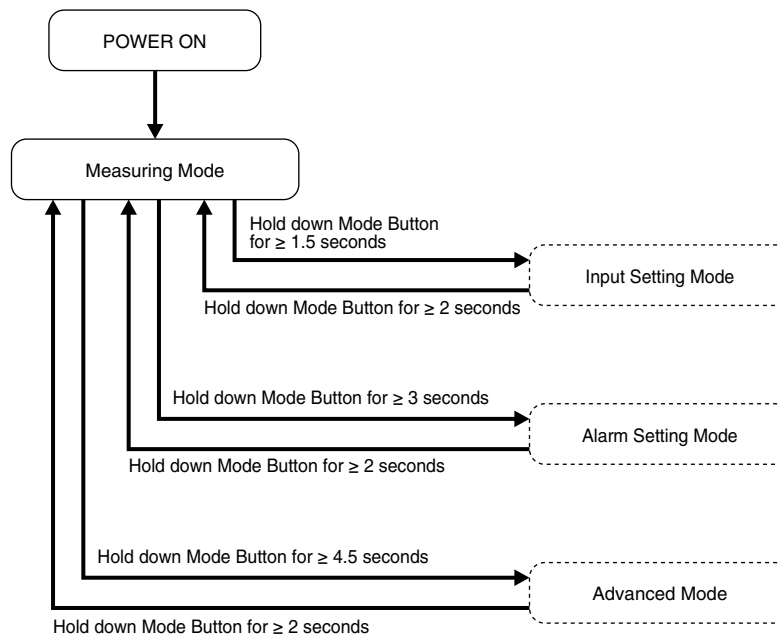 POWER ON
Measuring Mode
Hold down Mode Button
for ≥ 1.5 seconds
Input Setting Mode
Hold down Mode Button for ≥ 2 seconds
Hold down Mode Button for ≥ 3 seconds
Alarm Setting Mode
Hold down Mode Button for ≥ 2 seconds
Hold down Mode Button for ≥ 4.5 seconds
Advanced Mode
Hold down Mode Button for ≥ 2 seconds